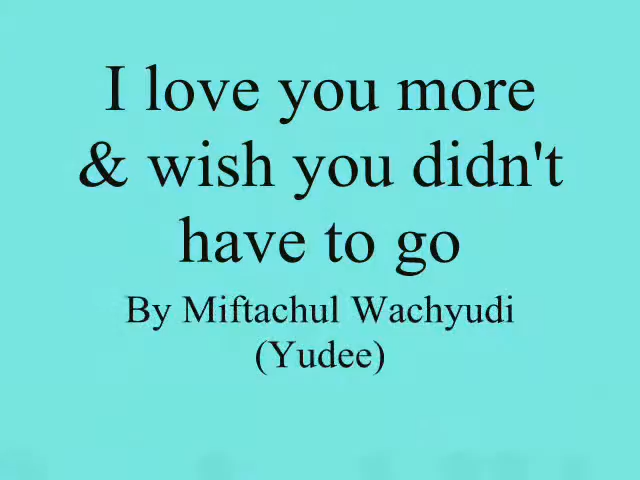 I love you more
& wish you didn't
have to go
By Miftachul Wachyudi
(Yudee)